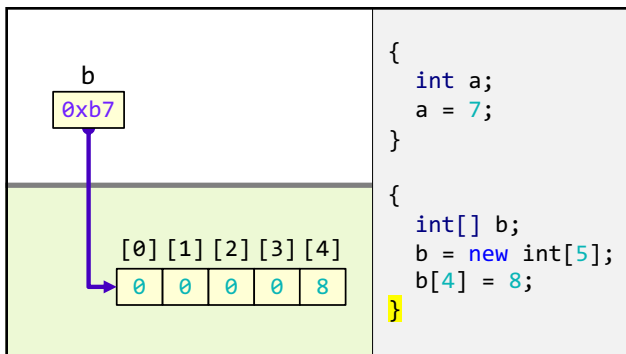 b
0xb7
[0] [1] [2] [3] [4]
0 0 0 0 8
{
int a;
a = 7;
}
{
int[] b;
b = new int[5];
b[4] = 8;
}